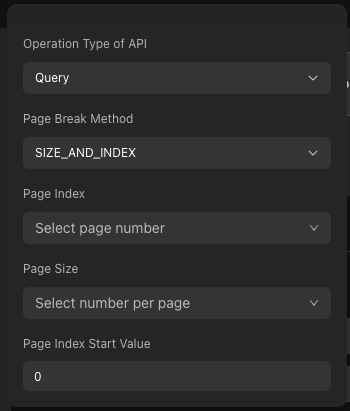 Operation Type of API
Query
Page Break Method
SIZE_AND_INDEX
Page Index
Select page number
Page Size
Select number per page
Page Index Start Value
0